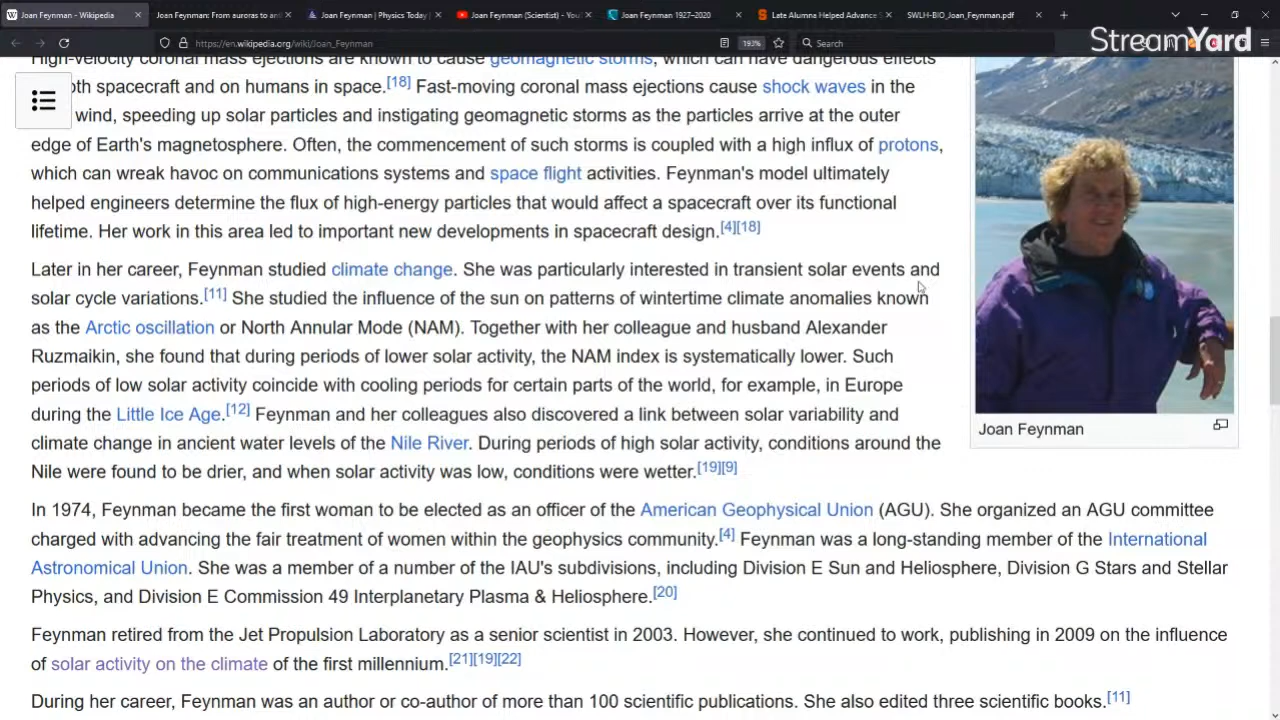 Joan Feynman - Wikipedia
Joan Feynman: From auroras to ant
Joan Feynman | Physics Today
Joan Feynman (Scientist) - You
Joan Feynman 1927–2020
Late Alumna Helped Advance S
SWLH-BIO_Joan_Feynman.pdf
https://en.wikipedia.org/wiki/Joan_Feynman
193%
Search
StreamYard
High-velocity coronal mass ejections are known to cause geomagnetic storms, which can have dangerous effects
oth spacecraft and on humans in space.[18] Fast-moving coronal mass ejections cause shock waves in the
wind, speeding up solar particles and instigating geomagnetic storms as the particles arrive at the outer
edge of Earth's magnetosphere. Often, the commencement of such storms is coupled with a high influx of protons,
which can wreak havoc on communications systems and space flight activities. Feynman's model ultimately
helped engineers determine the flux of high-energy particles that would affect a spacecraft over its functional
lifetime. Her work in this area led to important new developments in spacecraft design.[4][18]
Later in her career, Feynman studied climate change. She was particularly interested in transient solar events and
solar cycle variations.[11] She studied the influence of the sun on patterns of wintertime climate anomalies known
as the Arctic oscillation or North Annular Mode (NAM). Together with her colleague and husband Alexander
Ruzmaikin, she found that during periods of lower solar activity, the NAM index is systematically lower. Such
periods of low solar activity coincide with cooling periods for certain parts of the world, for example, in Europe
during the Little Ice Age.[12] Feynman and her colleagues also discovered a link between solar variability and
climate change in ancient water levels of the Nile River. During periods of high solar activity, conditions around the
Nile were found to be drier, and when solar activity was low, conditions were wetter.[19][9]
Joan Feynman
In 1974, Feynman became the first woman to be elected as an officer of the American Geophysical Union (AGU). She organized an AGU committee
charged with advancing the fair treatment of women within the geophysics community.[4] Feynman was a long-standing member of the International
Astronomical Union. She was a member of a number of the IAU's subdivisions, including Division E Sun and Heliosphere, Division G Stars and Stellar
Physics, and Division E Commission 49 Interplanetary Plasma & Heliosphere.[20]
Feynman retired from the Jet Propulsion Laboratory as a senior scientist in 2003. However, she continued to work, publishing in 2009 on the influence
of solar activity on the climate of the first millennium.[21][19][22]
During her career, Feynman was an author or co-author of more than 100 scientific publications. She also edited three scientific books.[11]